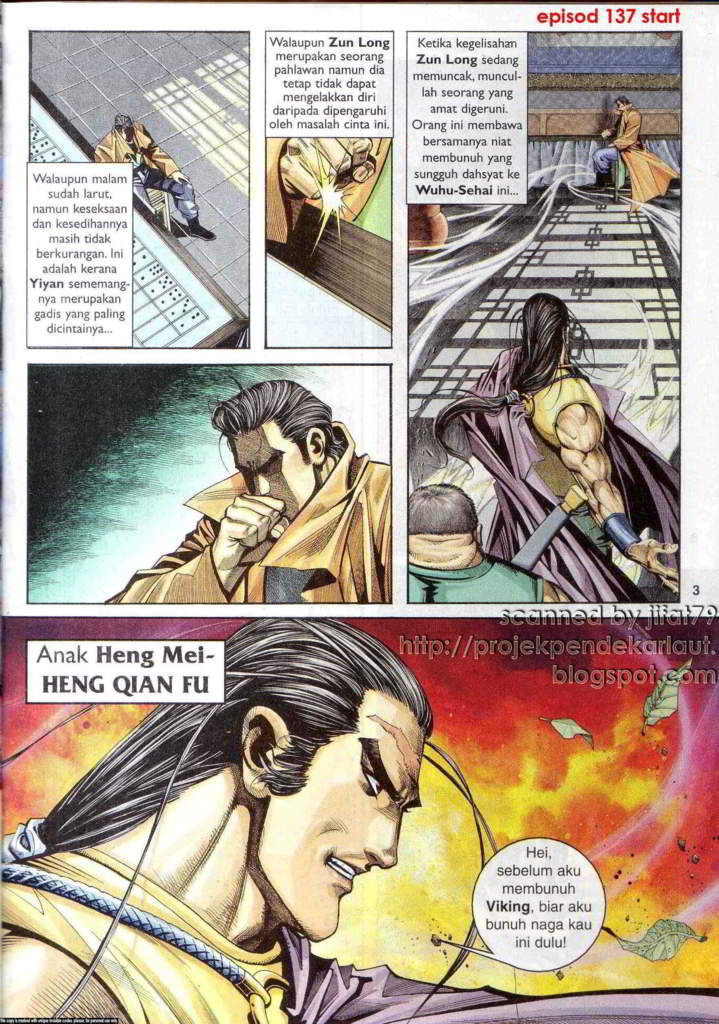 episod 137 start
Walaupun malam
sudah larut,
namun keseksaan
dan kesedihannya
masih tidak
berkurangan. Ini
adalah kerana
Yiyan sememang-
nya merupakan
gadis yang paling
dicintainya...
Walaupun Zun Long
merupakan seorang
pahlawan namun dia
tetap tidak dapat
mengelakkan diri
daripada dipengaruhi
oleh masalah cinta ini.
Ketika kegelisahan
Zun Long sedang
memuncak, muncul-
lah seorang yang
amat digeruni.
Orang ini membawa
bersamanya niat
membunuh yang
sungguh dahsyat ke
Wuhu-Sehai ini...
3
scanned by jifat79
http://projekpendekarlaut.
blogspot.com
Anak Heng Mei-
HENG QIAN FU
Hei,
sebelum aku
membunuh
Viking, biar aku
bunuh naga kau
ini dulu!